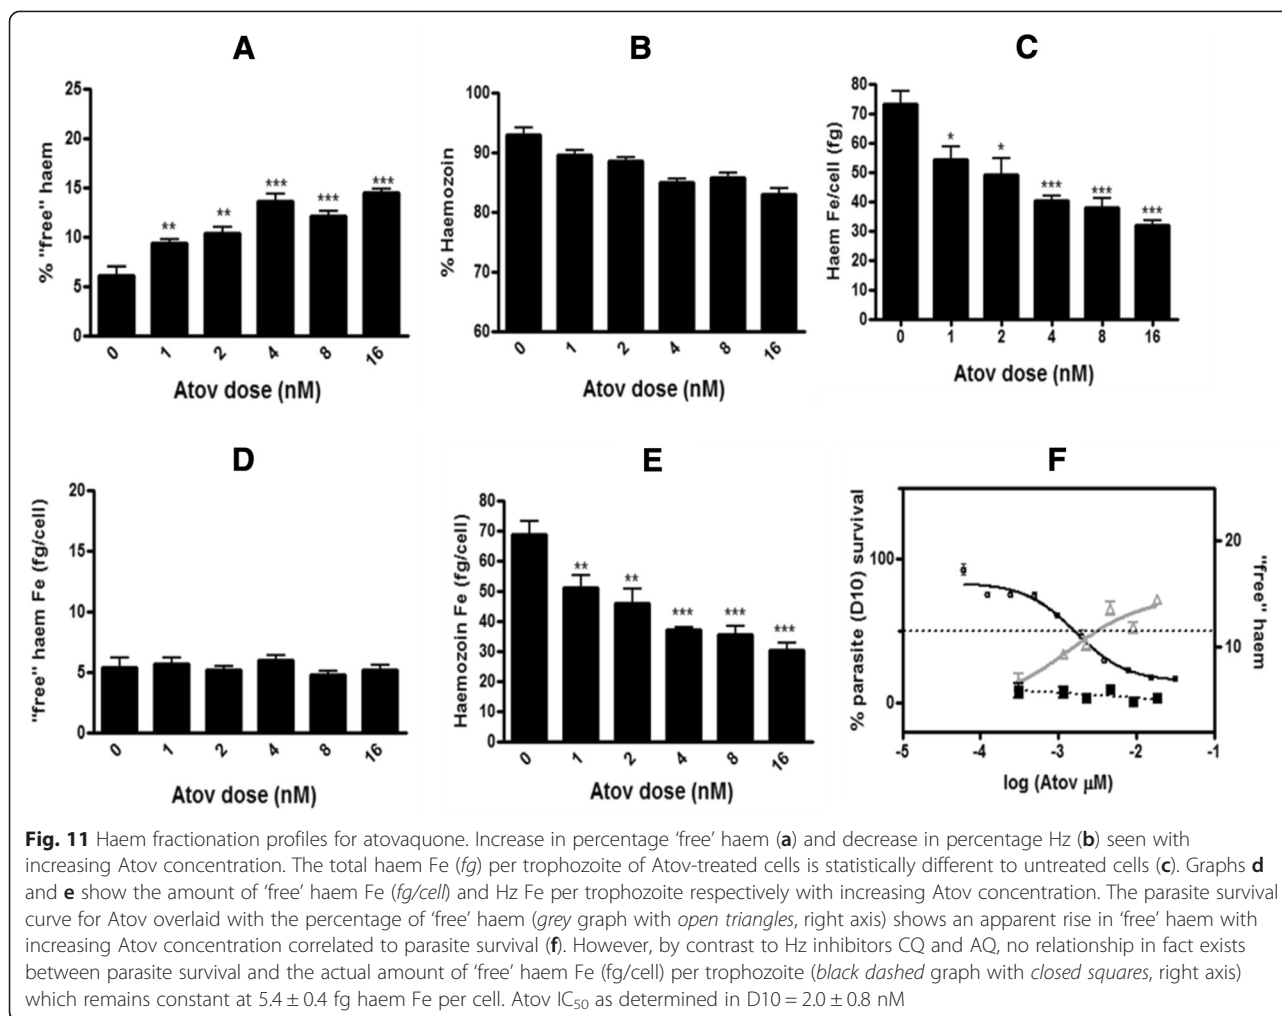 A
% "free" haem
25
20
15
10
5
0
** ** *** *** ***
0 1 2 4 8 16
Atov dose (nM)
B
% Haemozoin
100
90
80
70
60
0 1 2 4 8 16
Atov dose (nM)
C
Haem Fe/cell (fg)
80
70
60
50
40
30
20
10
0
* * *** *** ***
0 1 2 4 8 16
Atov dose (nM)
D
"free" haem Fe (fg/cell)
20
15
10
5
0
0 1 2 4 8 16
Atov dose (nM)
E
Haemozoin Fe (fg/cell)
80
70
60
50
40
30
20
10
0
** ** *** *** ***
0 1 2 4 8 16
Atov dose (nM)
F
% parasite (D10) survival
100
0
20
10
"free" haem
-5 -4 -3 -2 -1
log (Atov μM)
Fig. 11 Haem fractionation profiles for atovaquone. Increase in percentage ‘free’ haem (a) and decrease in percentage Hz (b) seen with
increasing Atov concentration. The total haem Fe (fg) per trophozoite of Atov-treated cells is statistically different to untreated cells (c). Graphs d
and e show the amount of ‘free’ haem Fe (fg/cell) and Hz Fe per trophozoite respectively with increasing Atov concentration. The parasite survival
curve for Atov overlaid with the percentage of ‘free’ haem (grey graph with open triangles, right axis) shows an apparent rise in ‘free’ haem with
increasing Atov concentration correlated to parasite survival (f). However, by contrast to Hz inhibitors CQ and AQ, no relationship in fact exists
between parasite survival and the actual amount of ‘free’ haem Fe (fg/cell) per trophozoite (black dashed graph with closed squares, right axis)
which remains constant at 5.4 ± 0.4 fg haem Fe per cell. Atov IC50 as determined in D10 = 2.0 ± 0.8 nM